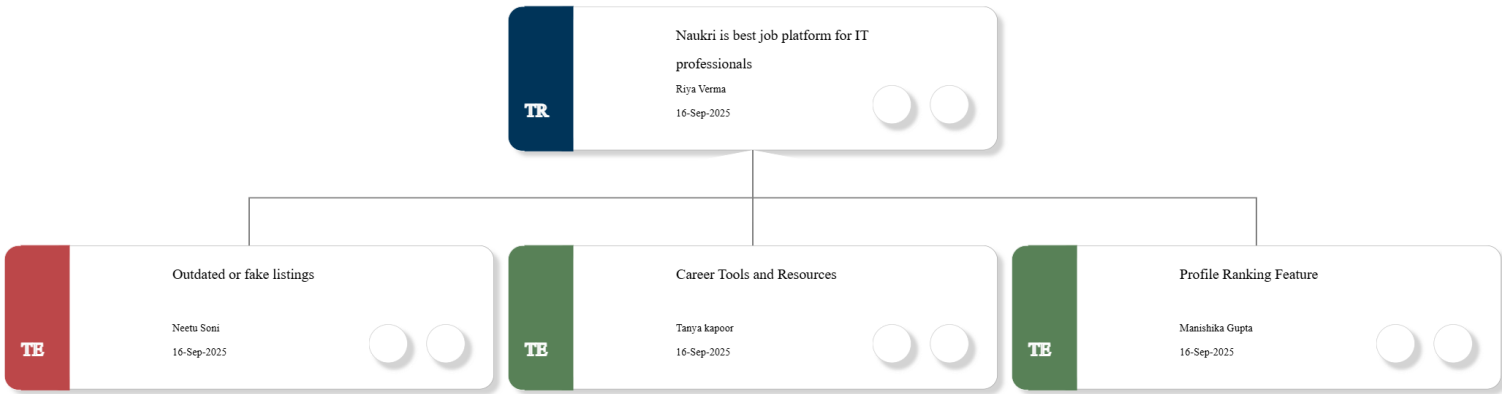 Naukri is best job platform for IT
professionals
Riya Verma
16-Sep-2025
TR
Outdated or fake listings
Neetu Soni
16-Sep-2025
TE
Career Tools and Resources
Tanya kapoor
16-Sep-2025
TE
Profile Ranking Feature
Manishika Gupta
16-Sep-2025
TE